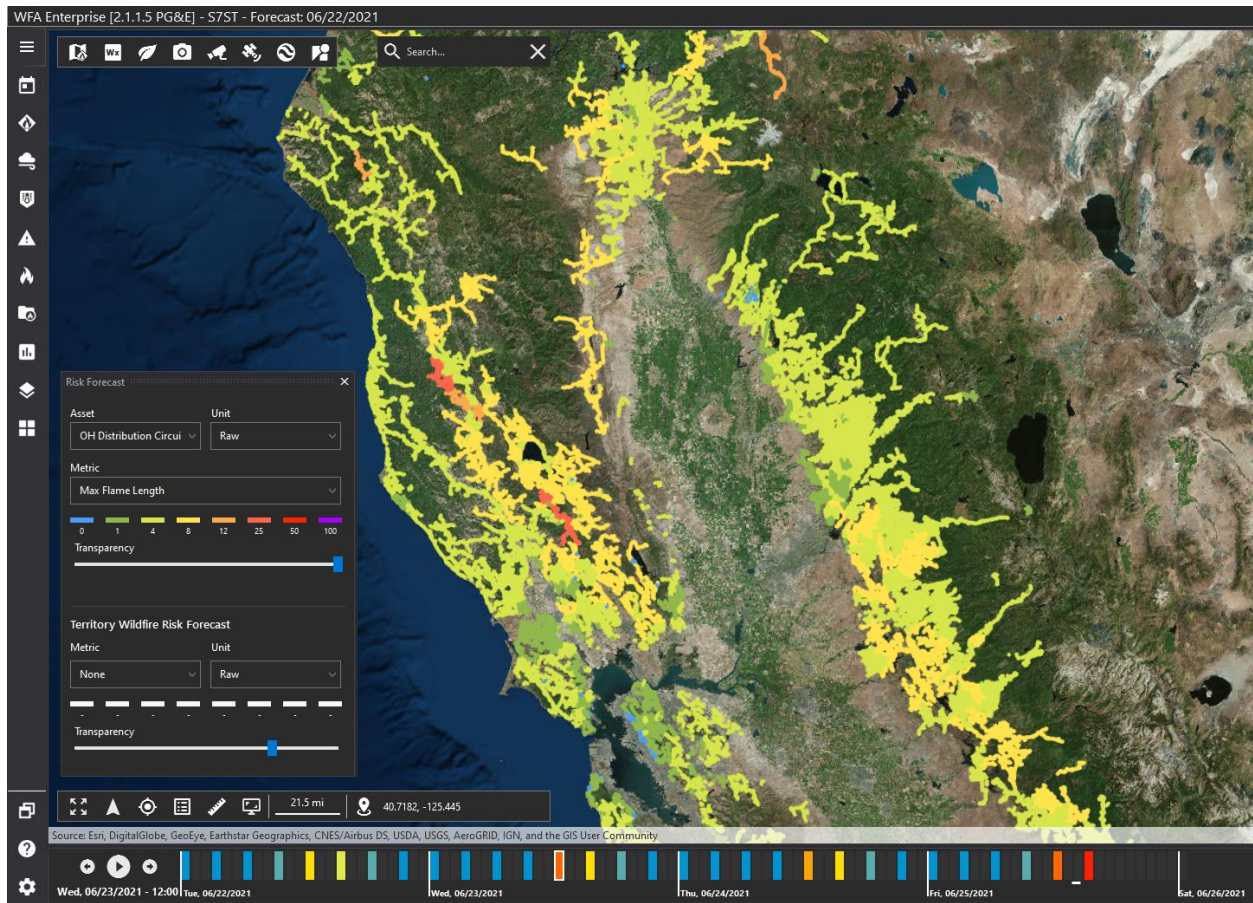 WFA Enterprise [2.1.1.5 PG&E] - S7ST - Forecast: 06/22/2021
Wx
Search...
Risk Forecast
Asset Unit
OH Distribution Circui Raw
Metric
Max Flame Length
0 1 4 8 12 25 50 100
Transparency
Territory Wildfire Risk Forecast
Metric Unit
None Raw
- - - - - - - -
Transparency
21.5 mi 40.7182, -125.445
Source: Esri, DigitalGlobe, GeoEye, Earthstar Geographics, CNES/Airbus DS, USDA, USGS, AeroGRID, IGN, and the GIS User Community
Wed, 06/23/2021 - 12:00 Tue, 06/22/2021 Wed, 06/23/2021 Thu, 06/24/2021 Fri, 06/25/2021 Sat, 06/26/2021